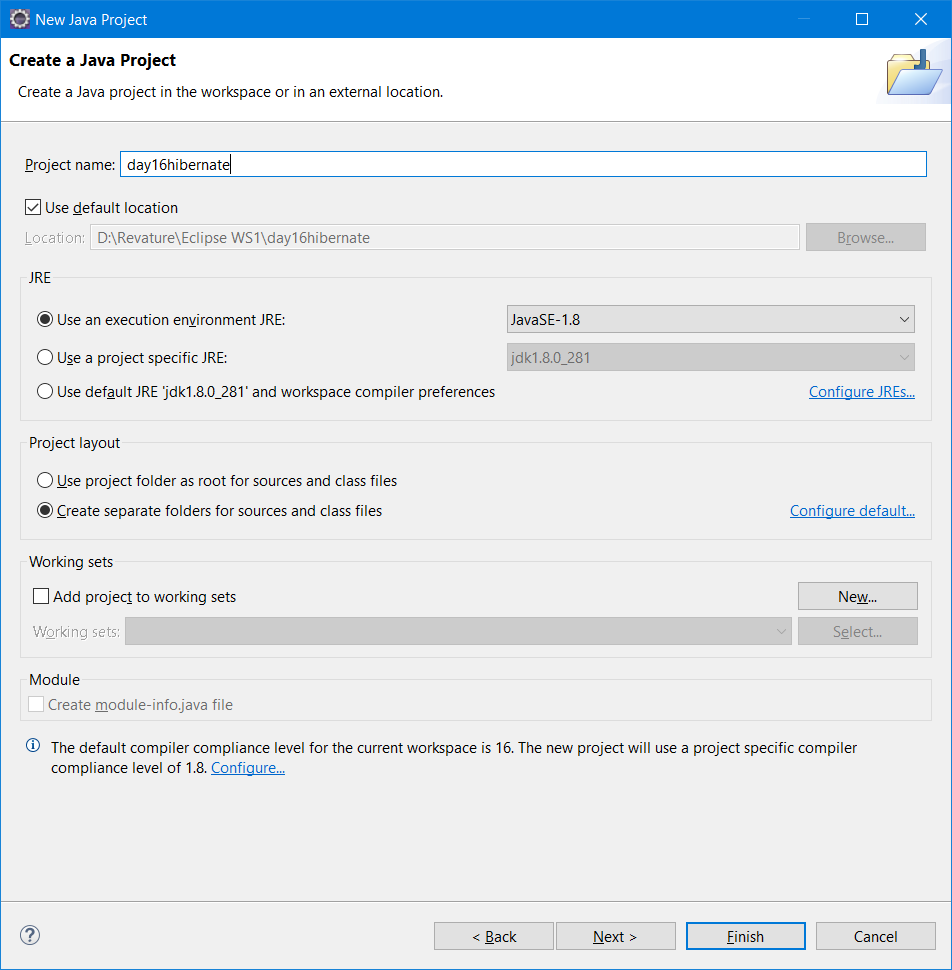 New Java Project
Create a Java Project
Create a Java project in the workspace or in an external location.
Project name: day16hibernate
Use default location
Location: D:\Revature\Eclipse WS1\day16hibernate Browse...
JRE
Use an execution environment JRE: JavaSE-1.8
Use a project specific JRE: jdk1.8.0_281
Use default JRE 'jdk1.8.0_281' and workspace compiler preferences Configure JREs...
Project layout
Use project folder as root for sources and class files
Create separate folders for sources and class files Configure default...
Working sets
Add project to working sets New...
Working sets: Select...
Module
Create module-info.java file
The default compiler compliance level for the current workspace is 16. The new project will use a project specific compiler
compliance level of 1.8. Configure...
? < Back Next > Finish Cancel